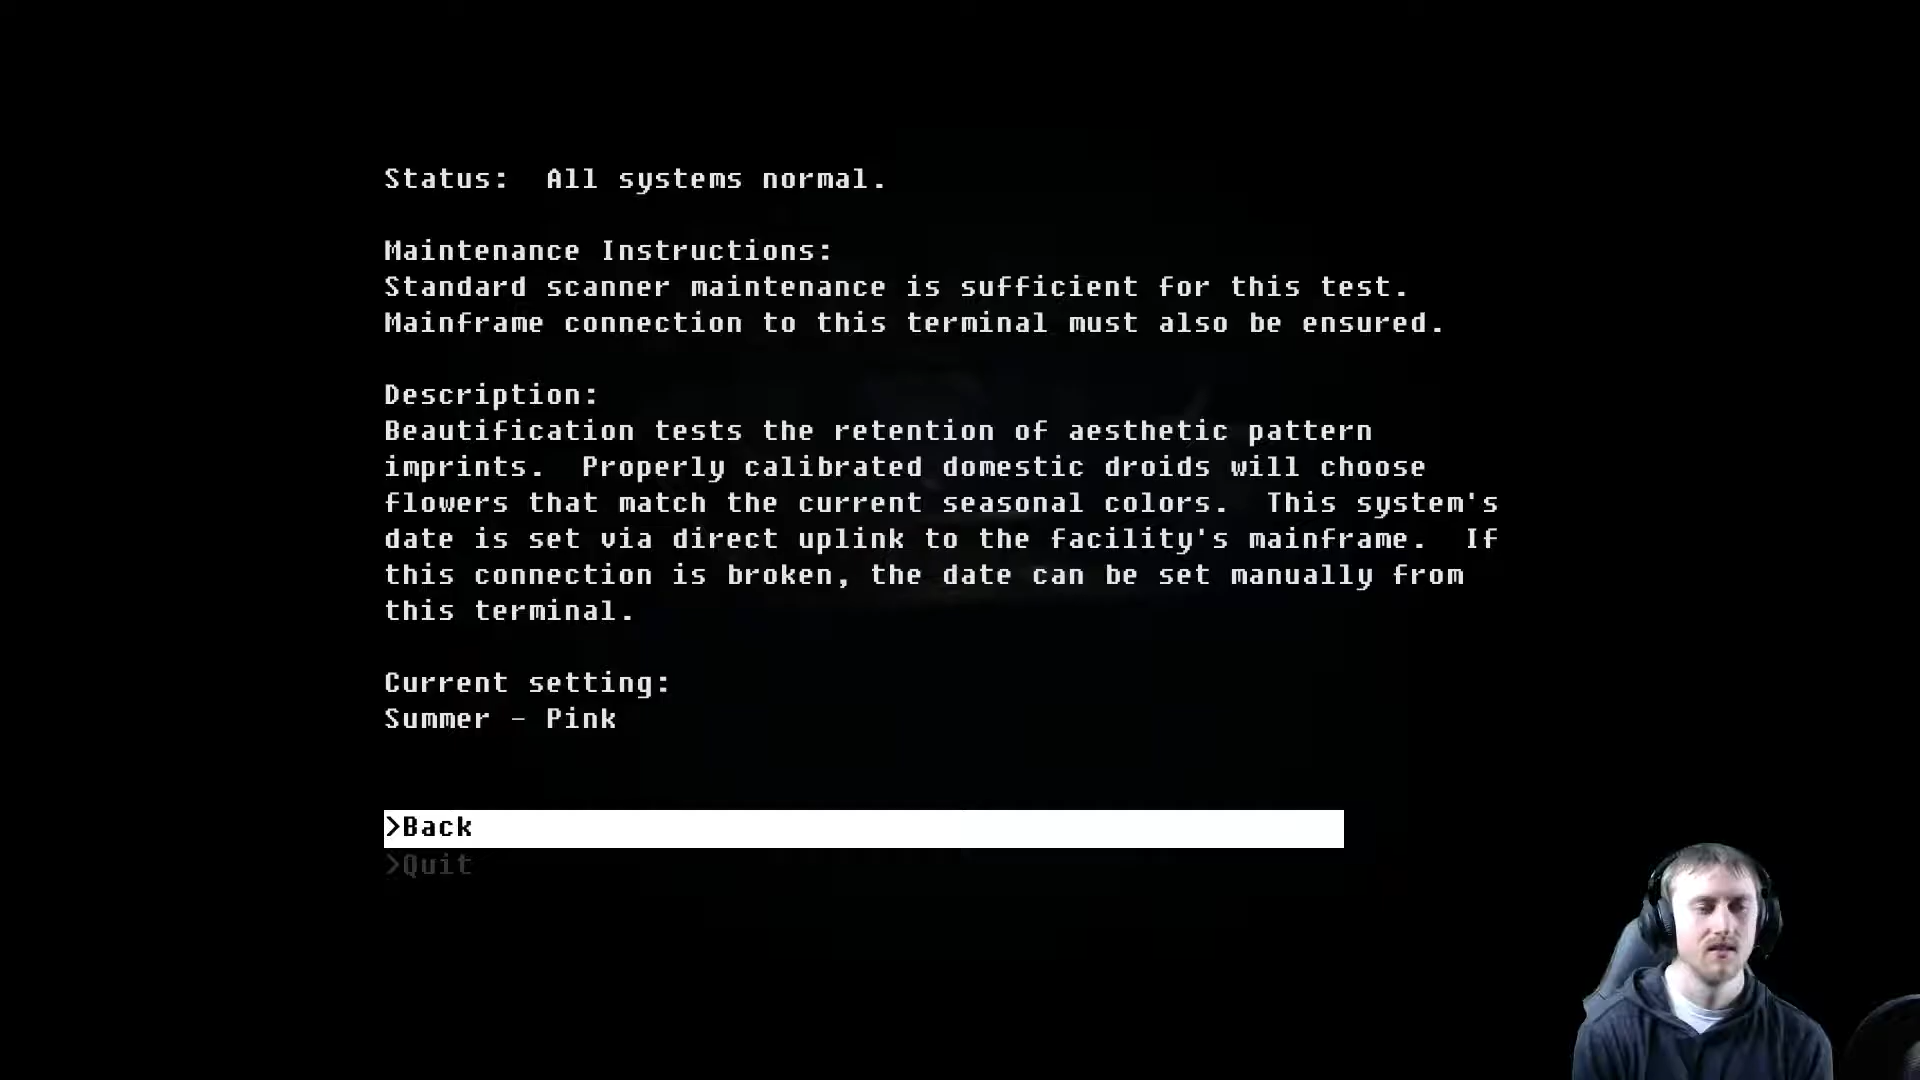 Status:  All systems normal.
Maintenance Instructions:
Standard scanner maintenance is sufficient for this test.
Mainframe connection to this terminal must also be ensured.
Description:
Beautification tests the retention of aesthetic pattern
imprints.  Properly calibrated domestic droids will choose
flowers that match the current seasonal colors.  This system's
date is set via direct uplink to the facility's mainframe.  If
this connection is broken, the date can be set manually from
this terminal.
Current setting:
Summer - Pink
>Back
>Quit